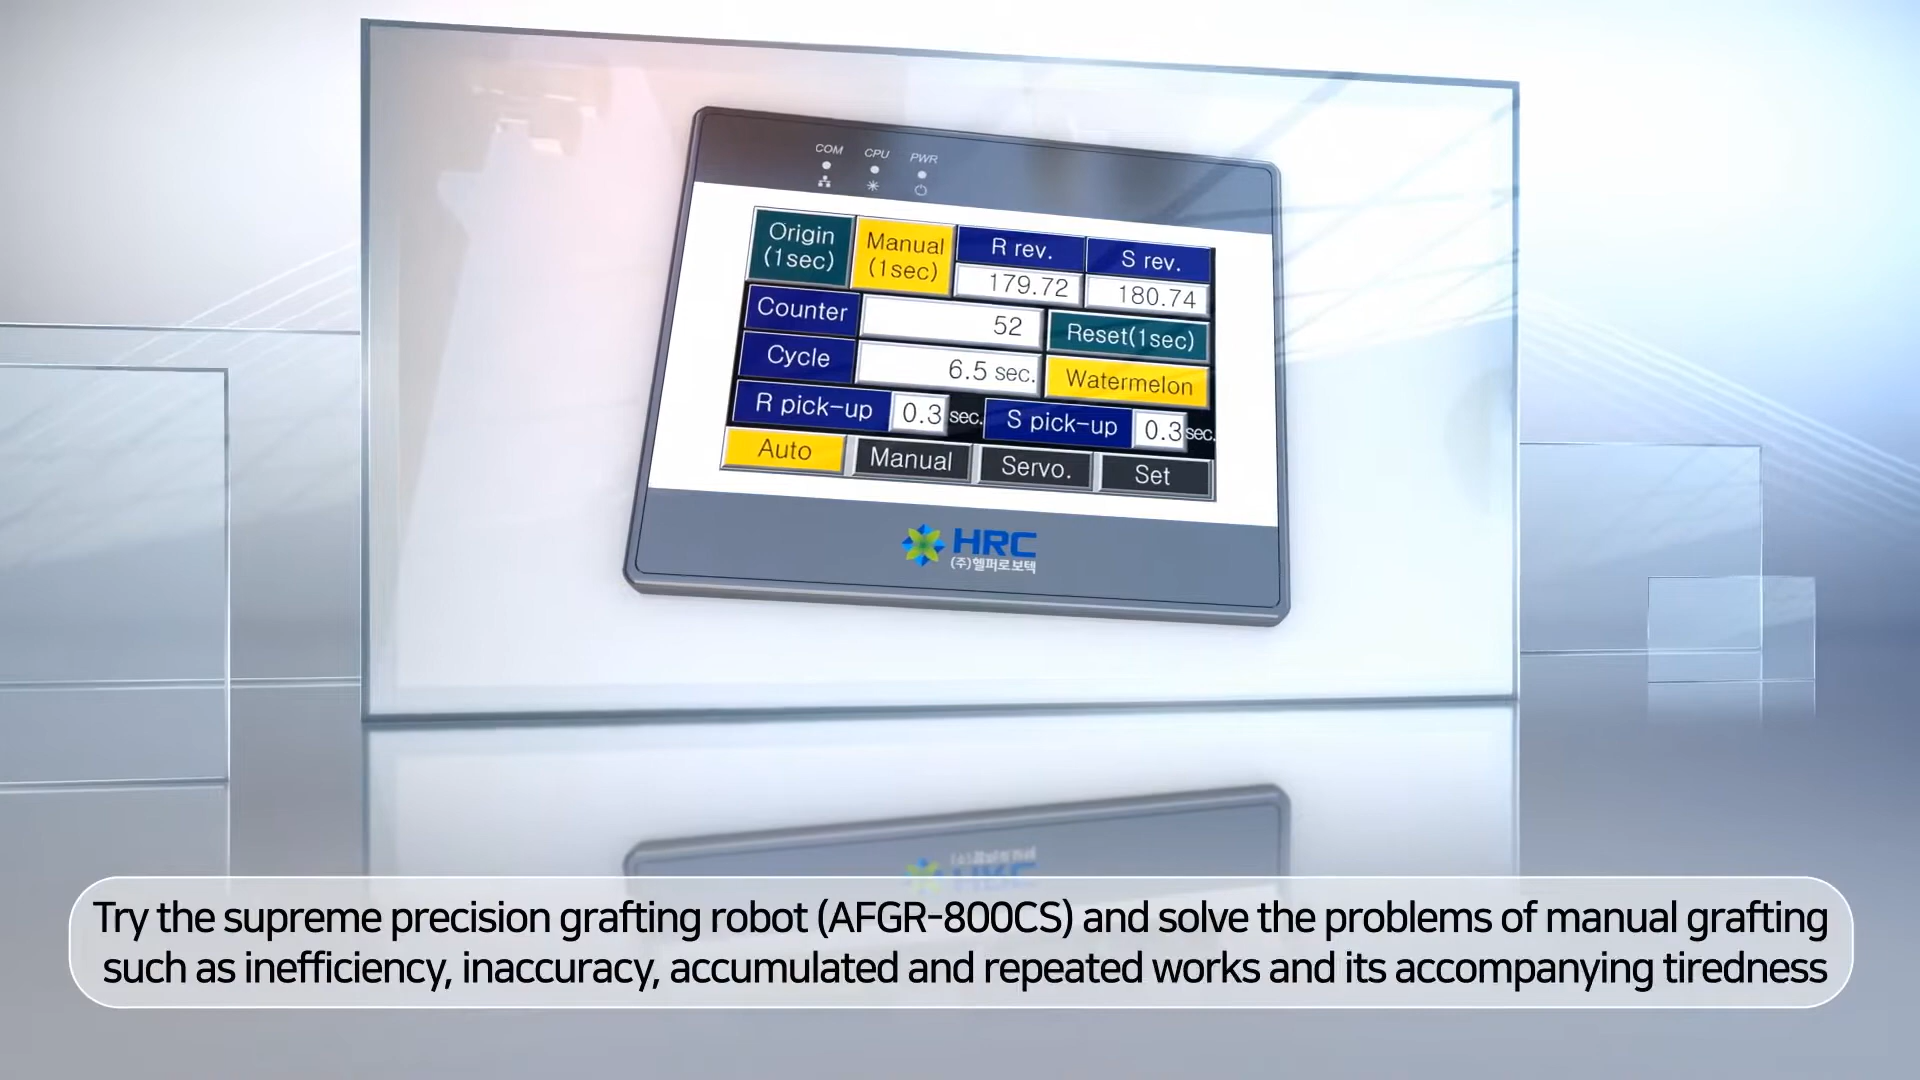 COM CPU PWR
Origin
(1sec)
Manual
(1sec)
R rev.
S rev.
179.72
180.74
Counter
52
Reset(1sec)
Cycle
6.5 sec.
Watermelon
R pick-up
0.3 sec.
S pick-up
0.3 sec.
Auto
Manual
Servo.
Set
HRC
(주)헬퍼로보텍
Try the supreme precision grafting robot (AFGR-800CS) and solve the problems of manual grafting
such as inefficiency, inaccuracy, accumulated and repeated works and its accompanying tiredness